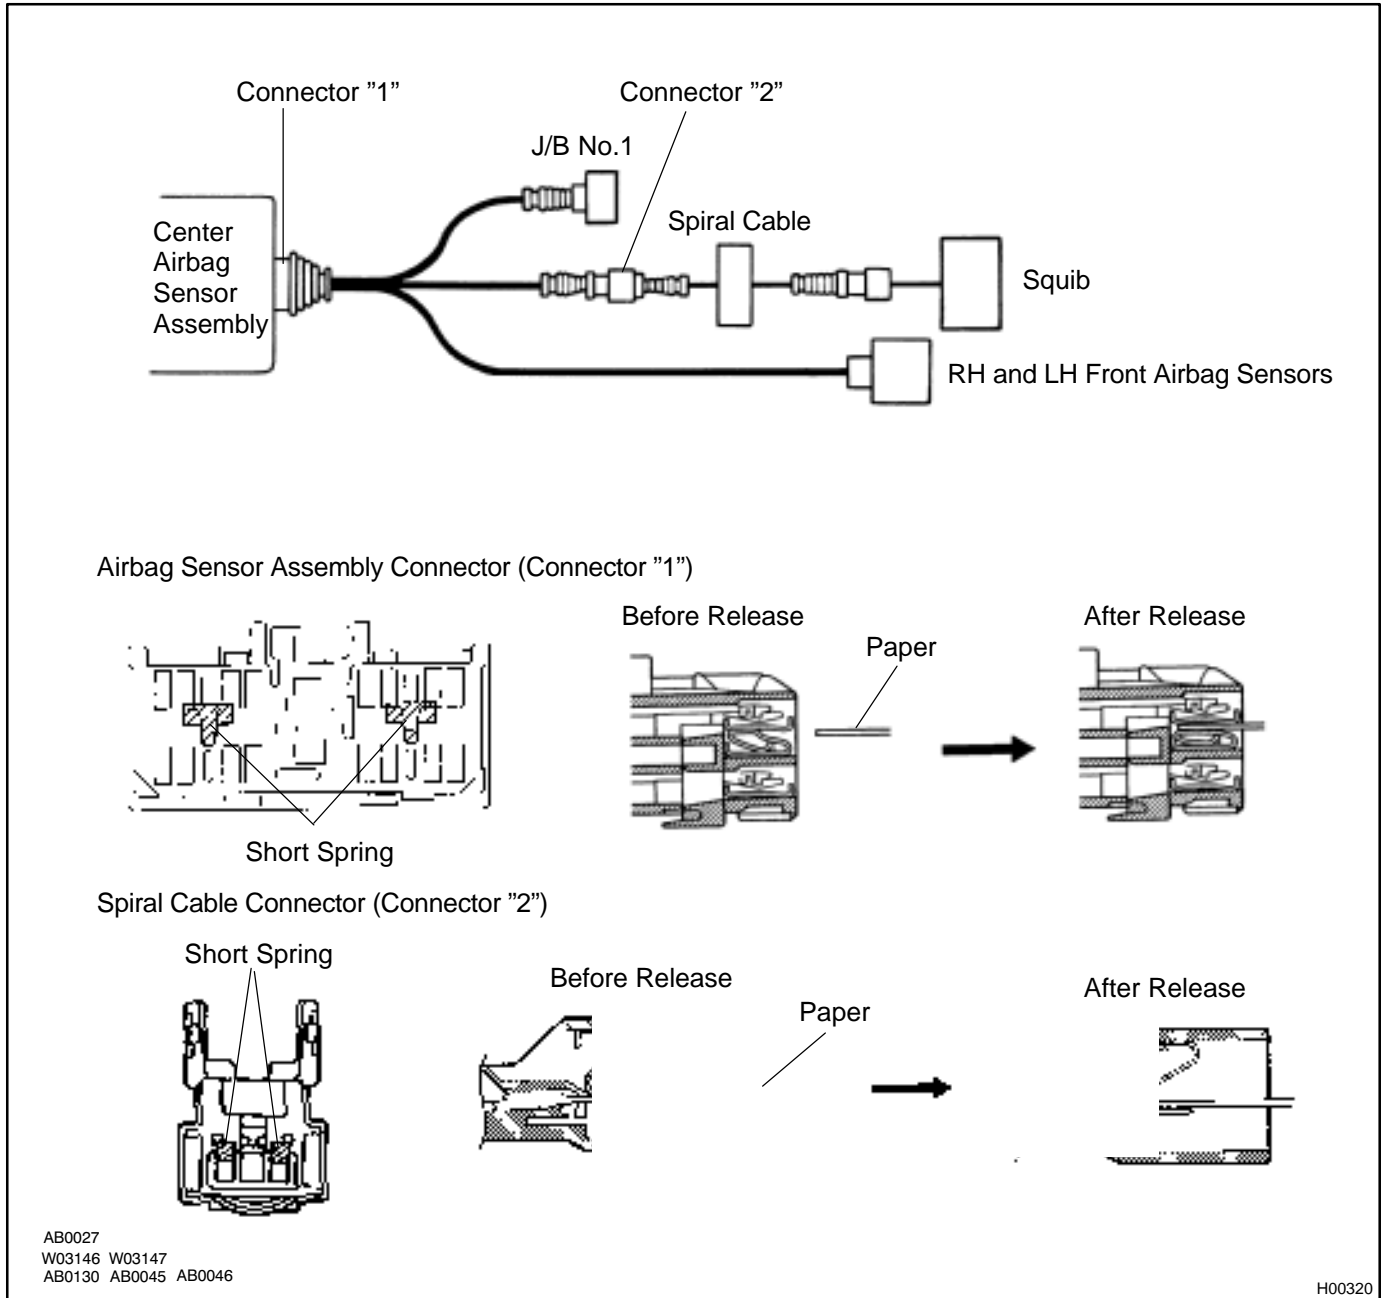 Connector ”1”
Connector ”2”
J/B No.1
Spiral Cable
Center
Airbag
Sensor
Assembly
Squib
RH and LH Front Airbag Sensors
Airbag Sensor Assembly Connector (Connector ”1”)
Before Release
After Release
Paper
Short Spring
Spiral Cable Connector (Connector ”2”)
Short Spring
Before Release
After Release
Paper
AB0027
W03146 W03147
AB0130 AB0045 AB0046
H00320